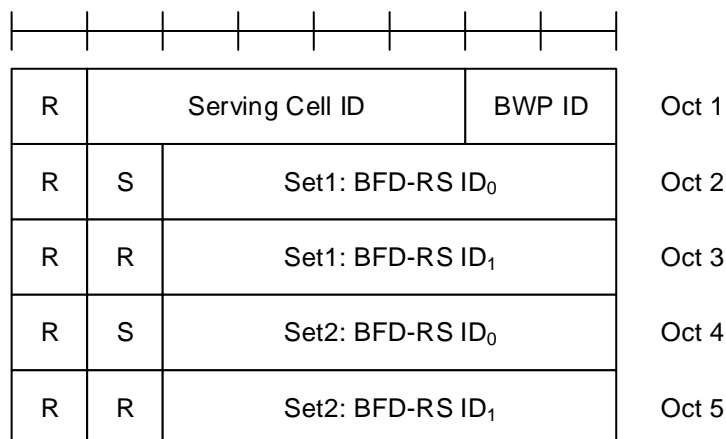 R Serving Cell ID BWP ID Oct 1
R S Set1: BFD-RS ID₀ Oct 2
R R Set1: BFD-RS ID₁ Oct 3
R S Set2: BFD-RS ID₀ Oct 4
R R Set2: BFD-RS ID₁ Oct 5